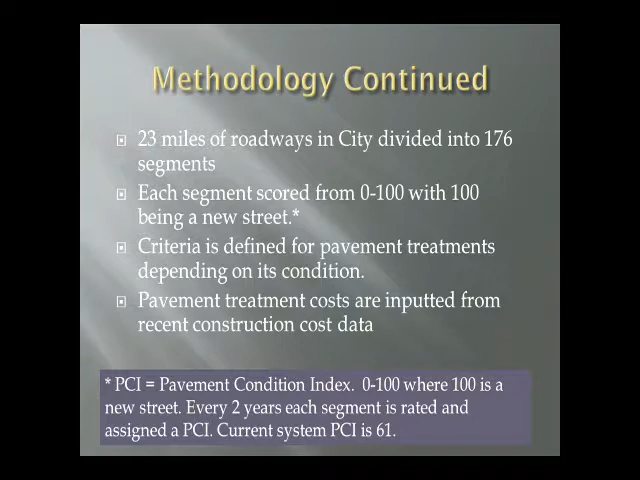 Methodology Continued
23 miles of roadways in City divided into 176
segments
Each segment scored from 0-100 with 100
being a new street.*
Criteria is defined for pavement treatments
depending on its condition.
Pavement treatment costs are inputted from
recent construction cost data
* PCI = Pavement Condition Index. 0-100 where 100 is a
new street. Every 2 years each segment is rated and
assigned a PCI. Current system PCI is 61.